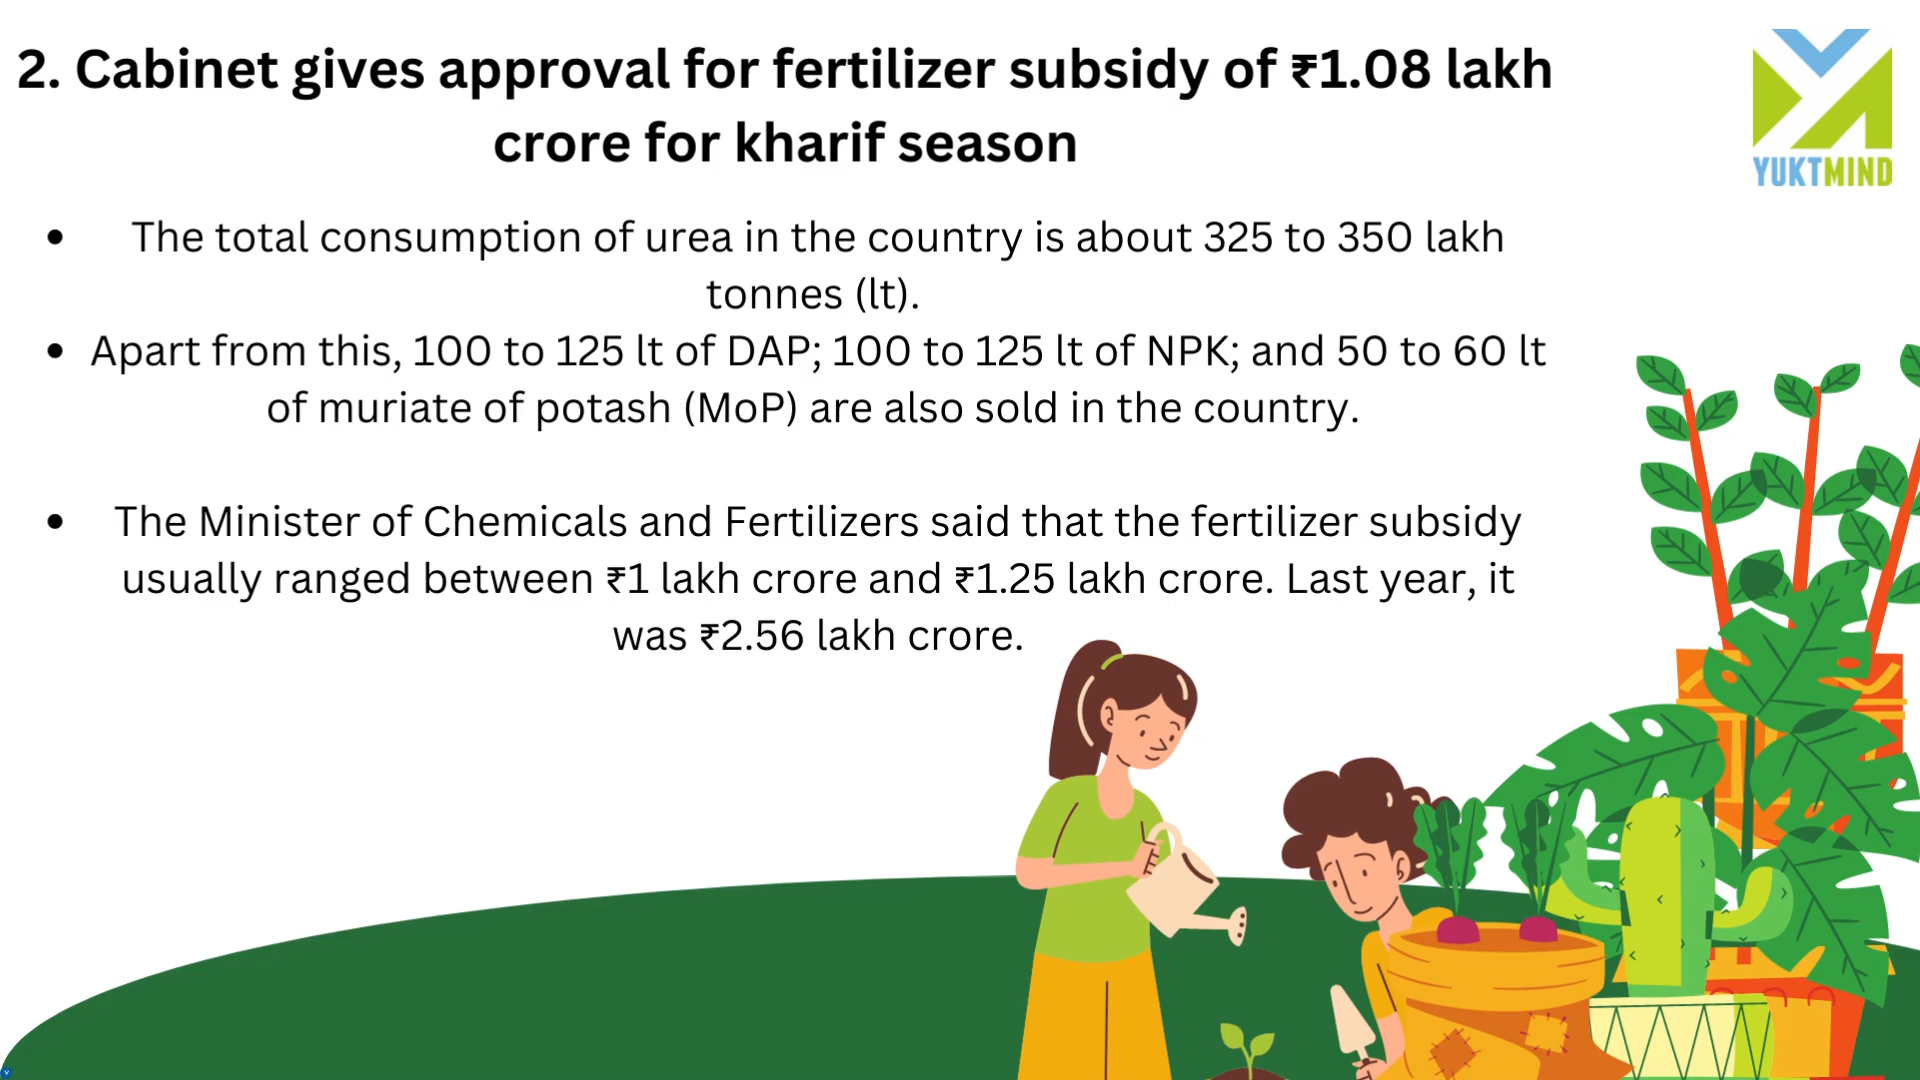 2. Cabinet gives approval for fertilizer subsidy of ₹1.08 lakh
crore for kharif season
YUKTMIND
• The total consumption of urea in the country is about 325 to 350 lakh
tonnes (lt).
• Apart from this, 100 to 125 lt of DAP; 100 to 125 lt of NPK; and 50 to 60 lt
of muriate of potash (MoP) are also sold in the country.
• The Minister of Chemicals and Fertilizers said that the fertilizer subsidy
usually ranged between ₹1 lakh crore and ₹1.25 lakh crore. Last year, it
was ₹2.56 lakh crore.